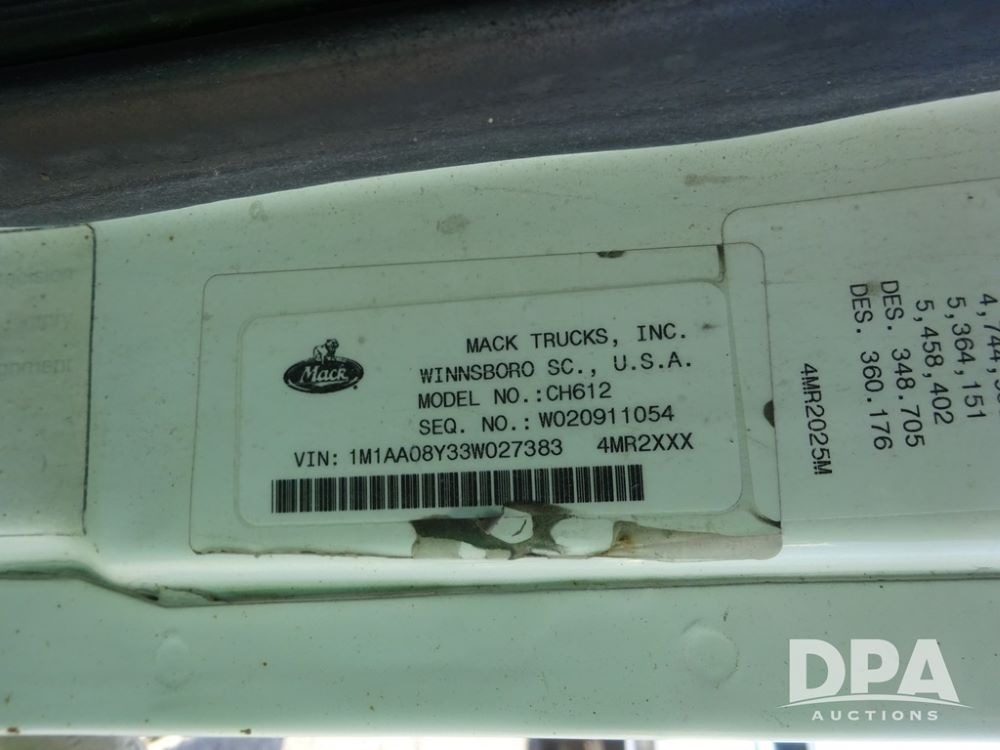 Mack
MACK TRUCKS, INC.
WINNSBORO SC., U.S.A.
MODEL NO.:CH612
SEQ. NO.: W020911054
VIN: 1M1AA08Y33W027383 4MR2XXX
5,364,151
5,458,402
DES. 348.705
DES. 360.176
4MR2025M
DPA
AUCTIONS